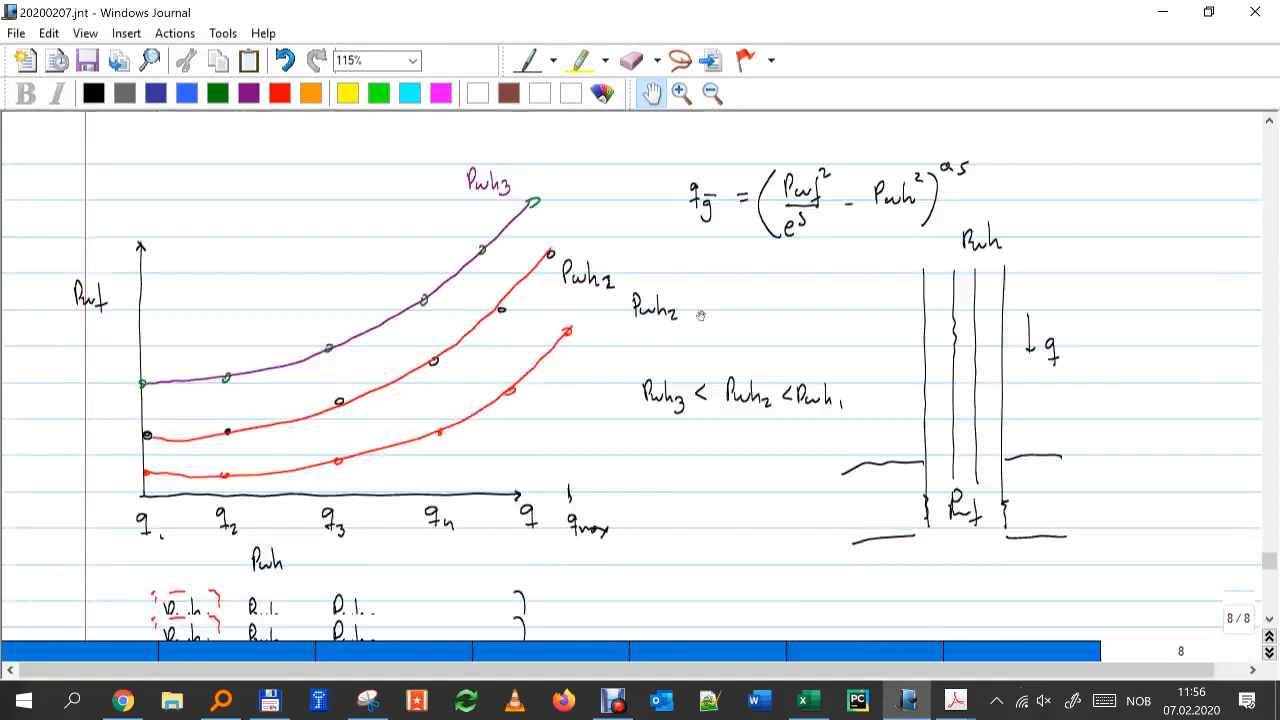 20200207.jnt - Windows Journal
File Edit View Insert Actions Tools Help
115%
B I
Pwh3
qg̅ = (Pwf² / e^s - Pwh²)^0.5
Pwh
Pwf
Pwh2
Pwh2
↓ q
Pwh3 < Pwh2 < Pwh1
Pwf
q1 q2 q3 q4 q qmax
Pwh
8 / 8
8
NOB
11:56
07.02.2020